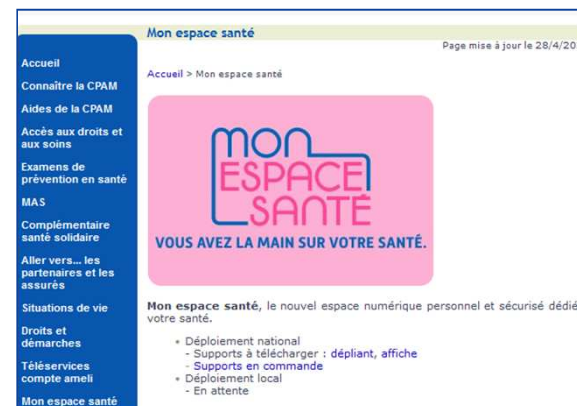 Mon espace santé
Page mise à jour le 28/4/20
Accueil > Mon espace santé
Accueil
Connaître la CPAM
Aides de la CPAM
Accès aux droits et
aux soins
Examens de
prévention en santé
MAS
Complémentaire
santé solidaire
Aller vers... les
partenaires et les
assurés
Situations de vie
Droits et
démarches
Téléservices
compte ameli
Mon espace santé
mon
ESPACE
SANTÉ
VOUS AVEZ LA MAIN SUR VOTRE SANTÉ.
Mon espace santé, le nouvel espace numérique personnel et sécurisé dédié
votre santé.
Déploiement national
- Supports à télécharger : dépliant, affiche
- Supports en commande
Déploiement local
- En attente